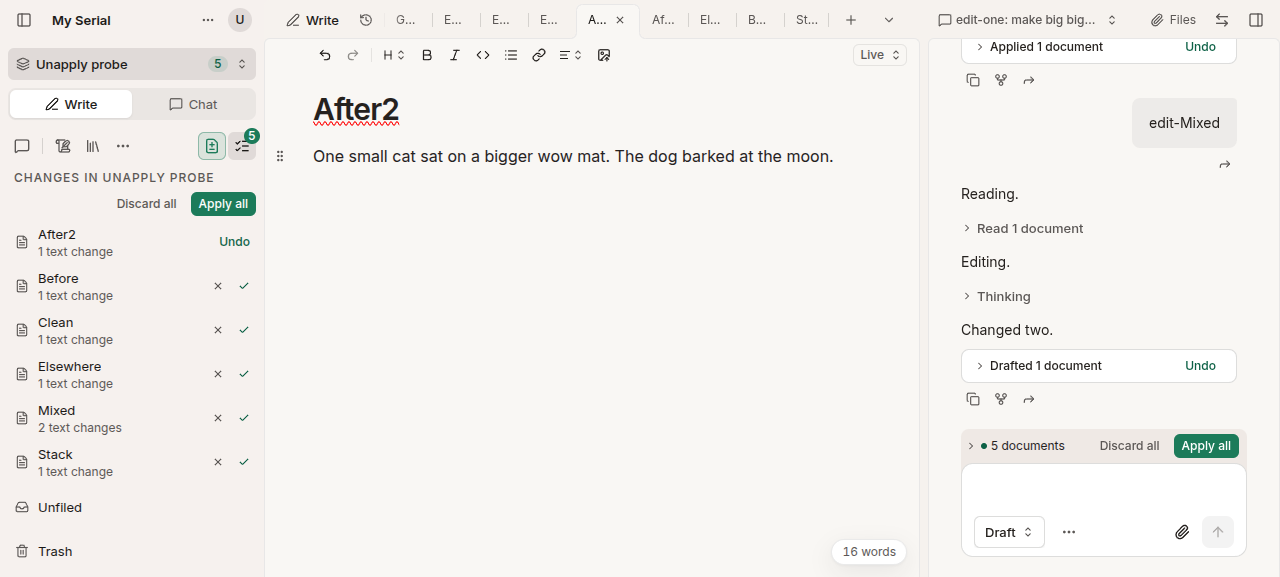 My Serial
U
Write
G...
E...
E...
E...
A...
Af...
El...
B...
St...
edit-one: make big big...
Files
Unapply probe
5
Write
Chat
5
CHANGES IN UNAPPLY PROBE
Discard all
Apply all
After2
1 text change
Undo
Before
1 text change
Clean
1 text change
Elsewhere
1 text change
Mixed
2 text changes
Stack
1 text change
Unfiled
Trash
H
B
I
Live
After2
One small cat sat on a bigger wow mat. The dog barked at the moon.
16 words
Applied 1 document
Undo
edit-Mixed
Reading.
Read 1 document
Editing.
Thinking
Changed two.
Drafted 1 document
Undo
5 documents
Discard all
Apply all
Draft